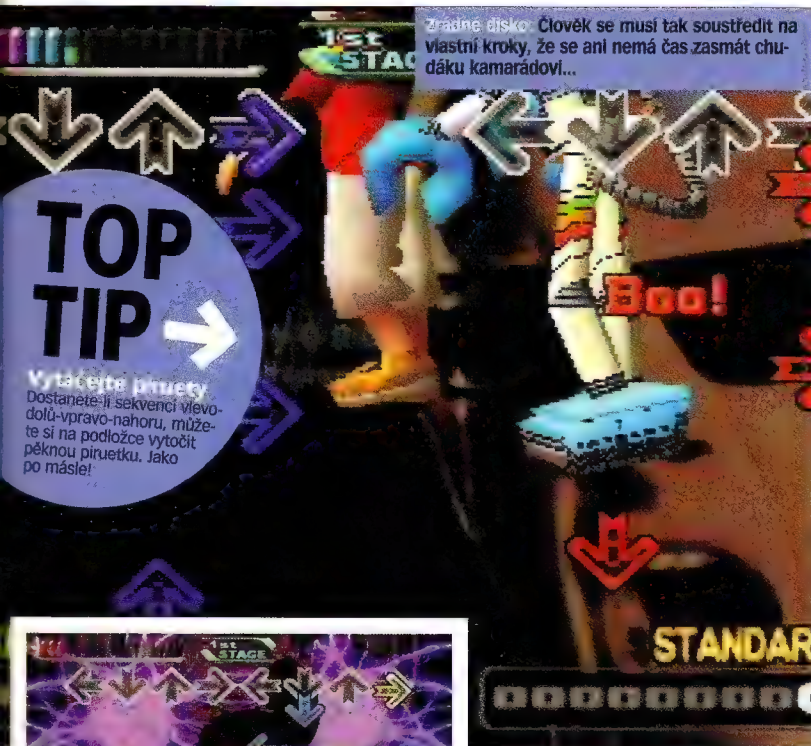 Zrádné disko: Člověk se musí tak soustředit na
vlastní kroky, že se ani nemá čas zasmát chu-
dáku kamarádovi...
1st
STAG
TOP
TIP
Vytáčejte piruety
Dostanete-li sekvenci vlevo-
dolů-vpravo-nahoru, může-
te si na podložce vytočit
pěknou piruetku. Jako
po másle!
Boo!
STANDAR
1st
STAGE